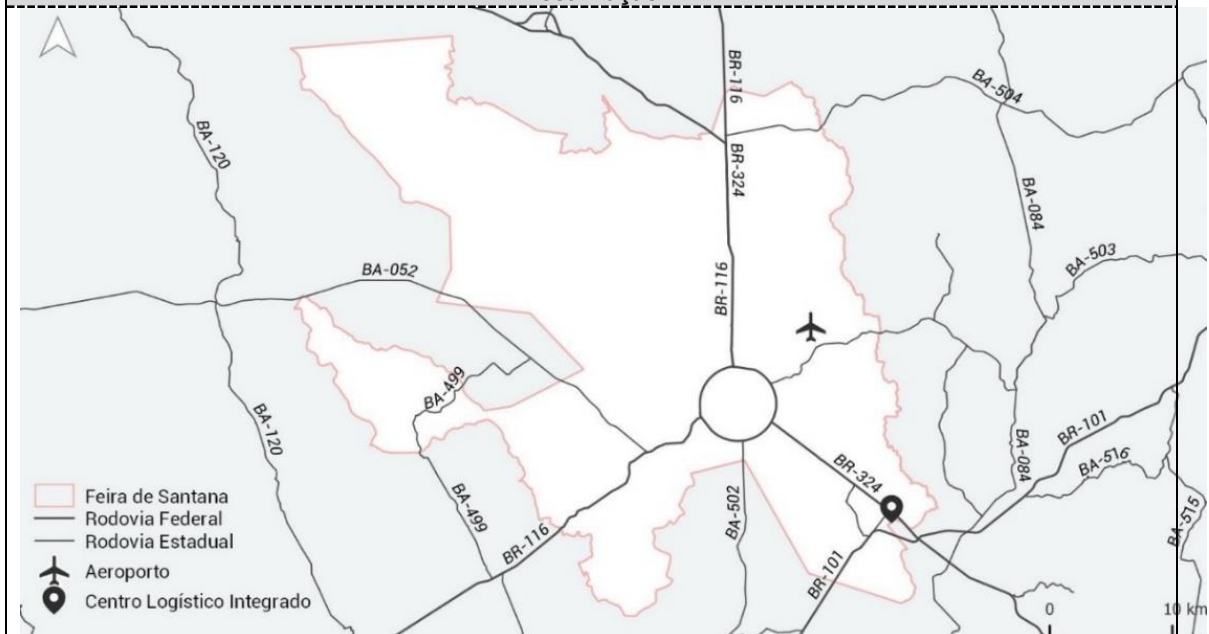 BR-116
BA-504
BA-120
BR-324
BA-084
BA-503
BA-052
BR-116
BA-499
BA-120
BR-101
BA-084
BA-516
BR-324
BA-499
BA-502
BA-515
BR-116
BR-101
Feira de Santana
Rodovia Federal
Rodovia Estadual
Aeroporto
Centro Logístico Integrado
0 10 km